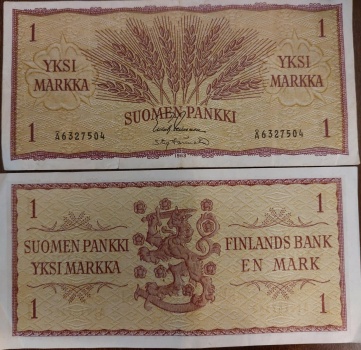 1 1
YKSI MARKKA YKSI MARKKA
SUOMEN PANKKI
A6327504 A6327504
1 1
1963
1 1
SUOMEN PANKKI FINLANDS BANK
YKSI MARKKA EN MARK
1 1